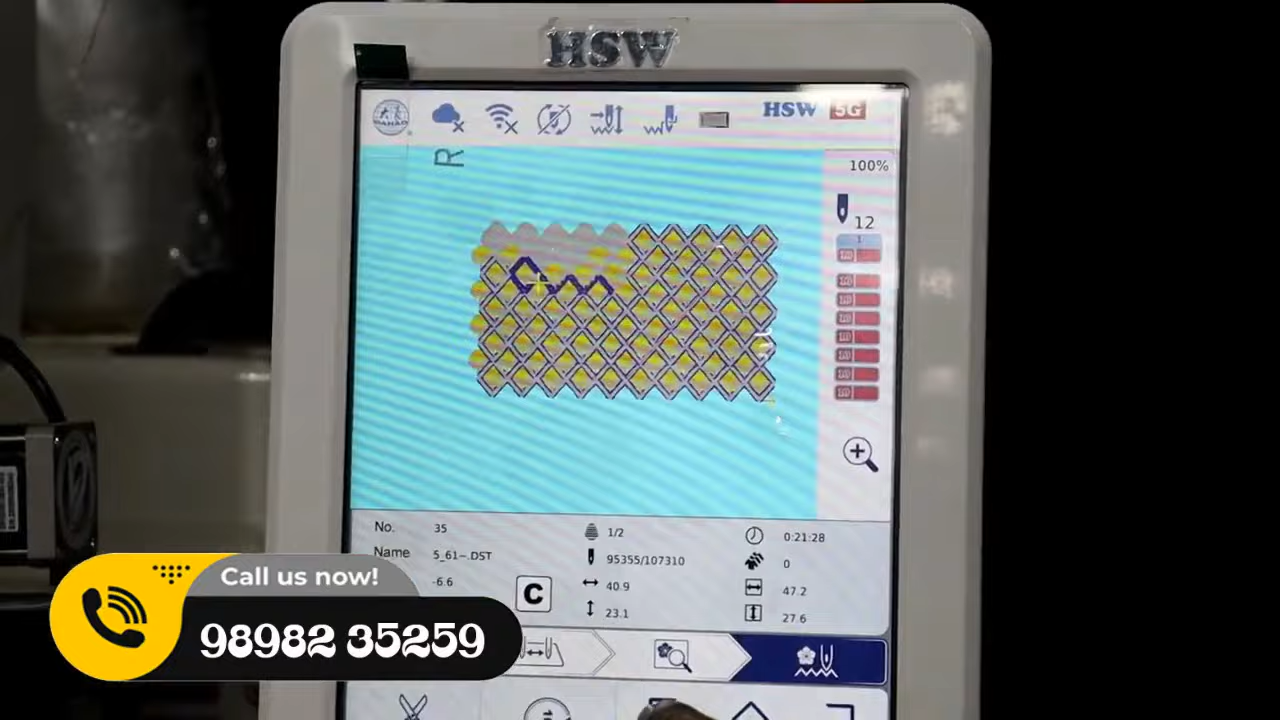 HSW
HSW 5G
R
100%
12
1
No. 35
1/2
0:21:28
Name 5_61~.DST
95355/107310
0
-6.6
C
40.9
47.2
23.1
27.6
Call us now!
98982 35259